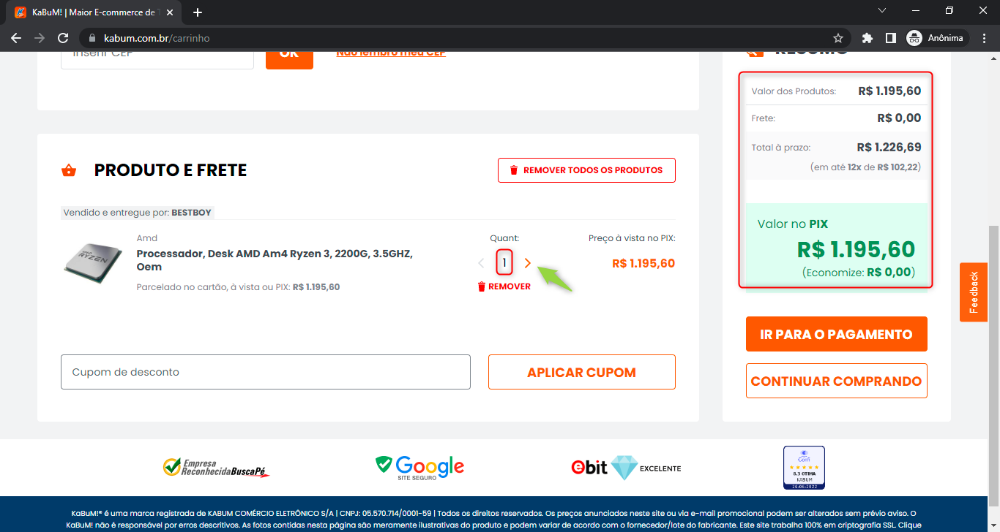 KaBuM! | Maior E-commerce de T
kabum.com.br/carrinho
Anônima
Inserir CEP
OK
Não lembro meu CEP
RESUMO
Valor dos Produtos: R$ 1.195,60
Frete: R$ 0,00
Total à prazo: R$ 1.226,69
(em até 12x de R$ 102,22)
Valor no PIX
R$ 1.195,60
(Economize: R$ 0,00)
IR PARA O PAGAMENTO
CONTINUAR COMPRANDO
PRODUTO E FRETE
REMOVER TODOS OS PRODUTOS
Vendido e entregue por: BESTBOY
Amd
Processador, Desk AMD Am4 Ryzen 3, 2200G, 3.5GHZ,
Oem
Parcelado no cartão, à vista ou PIX: R$ 1.195,60
AMD
RYZEN
Quant:
1
REMOVER
Preço à vista no PIX:
R$ 1.195,60
Cupom de desconto
APLICAR CUPOM
Feedback
Empresa
ReconhecidaBuscaPé
Google
SITE SEGURO
ebit EXCELENTE
Confi
8.3 OTIMA
KABUM
26-06-2022
KaBuM!® é uma marca registrada de KABUM COMÉRCIO ELETRÔNICO S/A | CNPJ: 05.570.714/0001-59 | Todos os direitos reservados. Os preços anunciados neste site ou via e-mail promocional podem ser alterados sem prévio aviso. O
KaBuM! não é responsável por erros descritivos. As fotos contidas nesta página são meramente ilustrativas do produto e podem variar de acordo com o fornecedor/lote do fabricante. Este site trabalha 100% em criptografia SSL. Clique